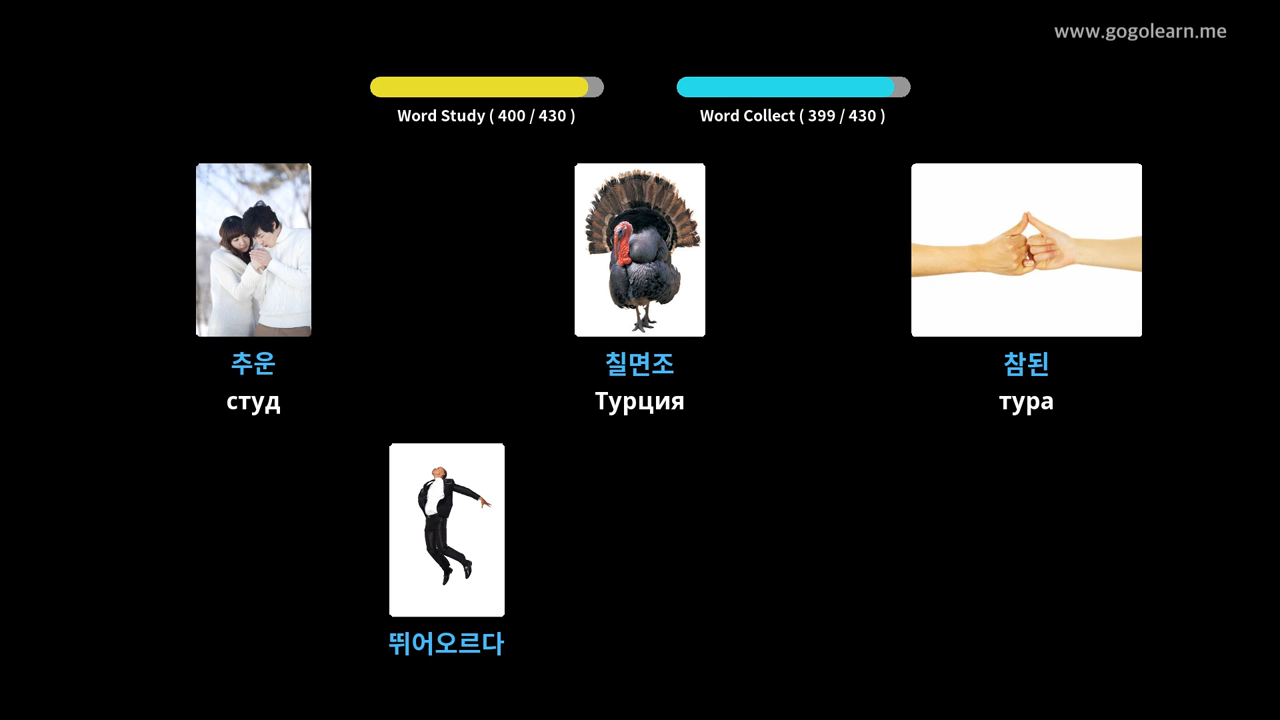 www.gogolearn.me
Word Study ( 400 / 430 )
Word Collect ( 399 / 430 )
추운
студ
칠면조
Турция
참된
тура
뛰어오르다